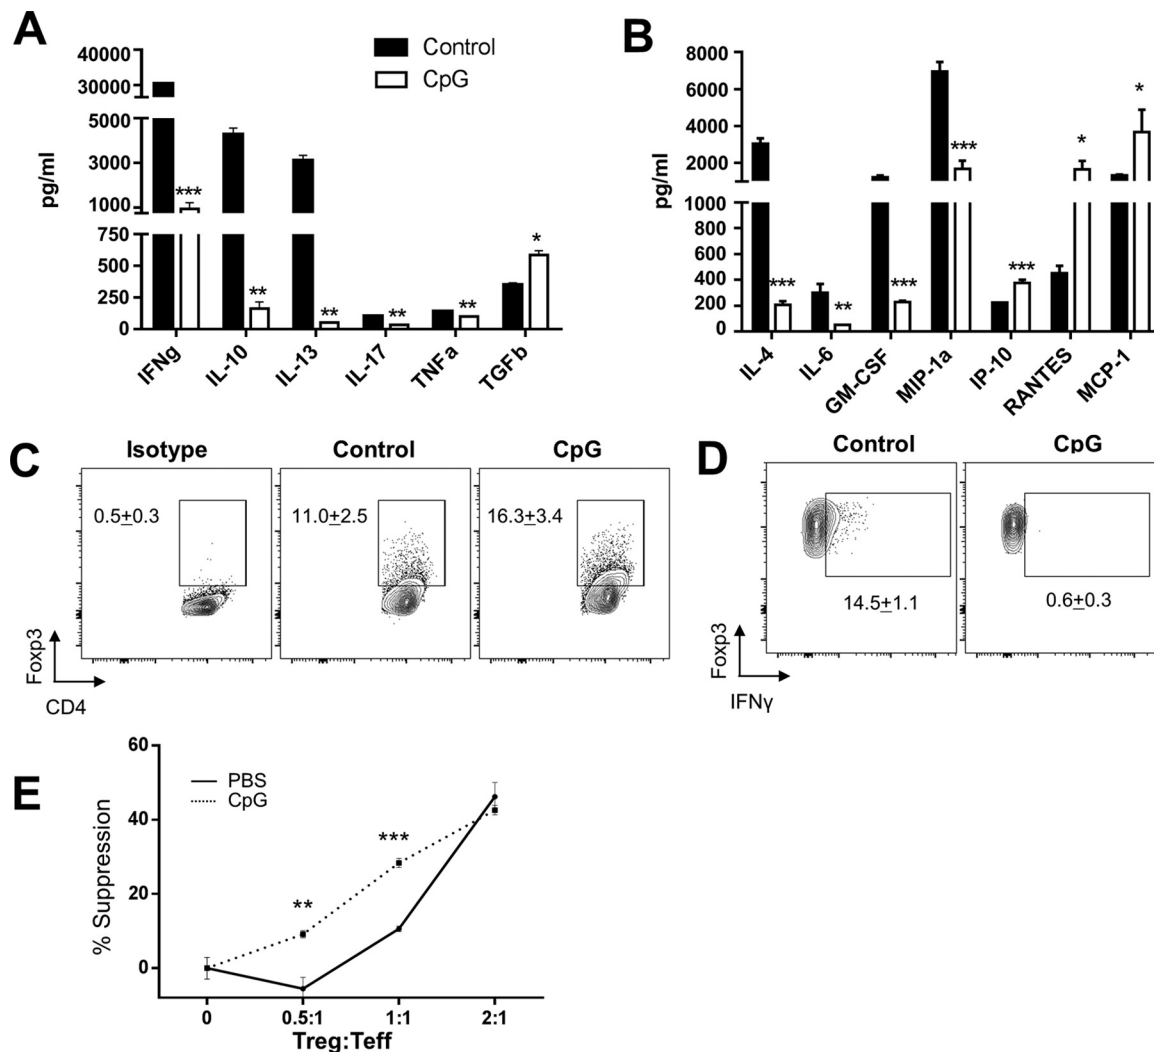 A
Control
CpG
40000
30000
5000
3000
1000
750
500
250
0
pg/ml
***
**
**
**
**
*
IFNg
IL-10
IL-13
IL-17
TNFa
TGFb
B
8000
6000
4000
2000
1000
800
600
400
200
0
pg/ml
***
**
***
***
***
*
*
IL-4
IL-6
GM-CSF
MIP-1a
IP-10
RANTES
MCP-1
C
Isotype
Control
CpG
0.5±0.3
11.0±2.5
16.3±3.4
Foxp3
CD4
D
Control
CpG
14.5±1.1
0.6±0.3
Foxp3
IFNγ
E
PBS
CpG
60
40
20
0
% Suppression
**
***
0
0.5:1
1:1
2:1
Treg:Teff